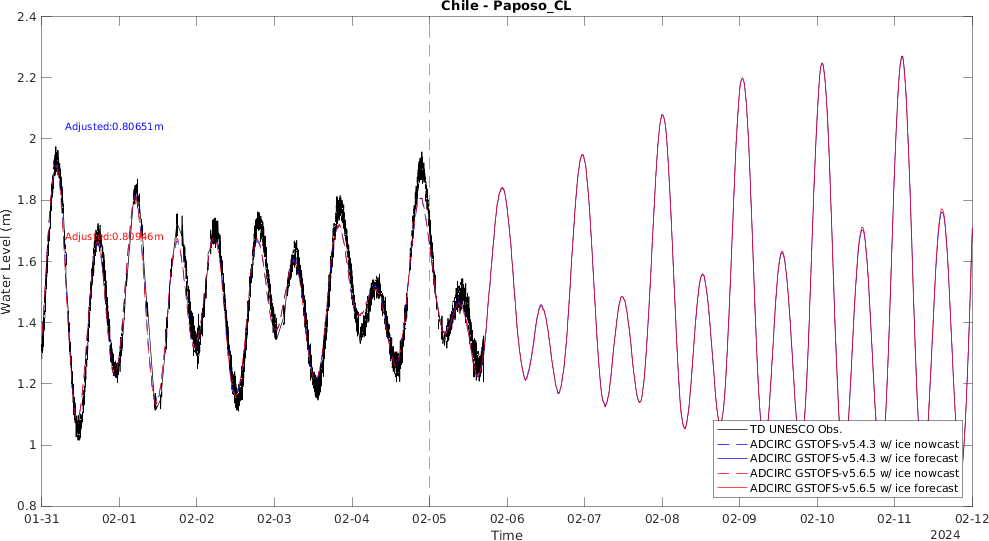 Chile - Paposo_CL
2.4
2.2
2
1.8
1.6
1.4
1.2
1
0.8
Water Level (m)
Adjusted:0.80651m
Adjusted:0.80946m
TD UNESCO Obs.
ADCIRC GSTOFS-v5.4.3 w/ ice nowcast
ADCIRC GSTOFS-v5.4.3 w/ ice forecast
ADCIRC GSTOFS-v5.6.5 w/ ice nowcast
ADCIRC GSTOFS-v5.6.5 w/ ice forecast
01-31 02-01 02-02 02-03 02-04 02-05 02-06 02-07 02-08 02-09 02-10 02-11 02-12
Time
2024